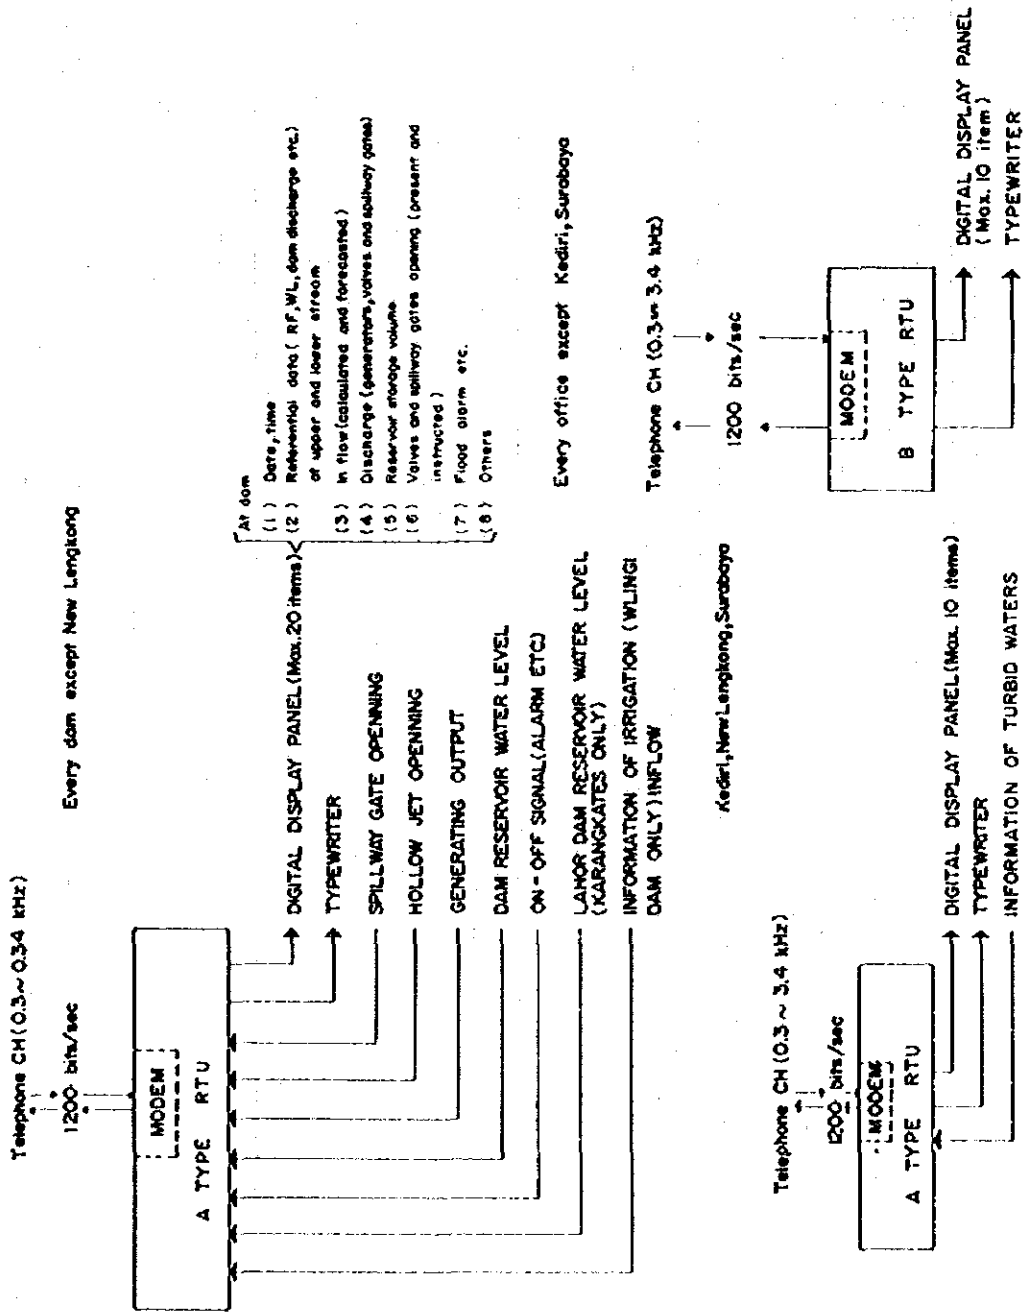 Telephone CH (0.3 ~ 0.34 kHz)
1200 bits/sec
Every dam except New Lengkong
MODEM
A TYPE RTU
DIGITAL DISPLAY PANEL (Max. 20 items)
TYPEWRITER
SPILLWAY GATE OPENNING
HOLLOW JET OPENNING
GENERATING OUTPUT
DAM RESERVOIR WATER LEVEL
ON-OFF SIGNAL (ALARM ETC)
LAHOR DAM RESERVOIR WATER LEVEL
(KARANGKATES ONLY)
INFORMATION OF IRRIGATION (WLINGI
DAM ONLY) INFLOW
At dam
(1) Date, time
(2) Referential data (RF, WL, dam discharge etc.)
of upper and lower stream
(3) In flow (calculated and forecasted)
(4) Discharge (generators, valves and spillway gates)
(5) Reservoir storage volume
(6) Valves and spillway gates opening (present and
instructed)
(7) Flood alarm etc.
(8) Others
Telephone CH (0.3 ~ 3.4 kHz)
1200 bits/sec
Kediri, New Lengkong, Surabaya
MODEM
A TYPE RTU
DIGITAL DISPLAY PANEL (Max. 10 items)
TYPEWRITER
INFORMATION OF TURBID WATERS
Every office except Kediri, Surabaya
Telephone CH (0.3 ~ 3.4 kHz)
1200 bits/sec
MODEM
B TYPE RTU
DIGITAL DISPLAY PANEL
(Max. 10 item)
TYPEWRITER